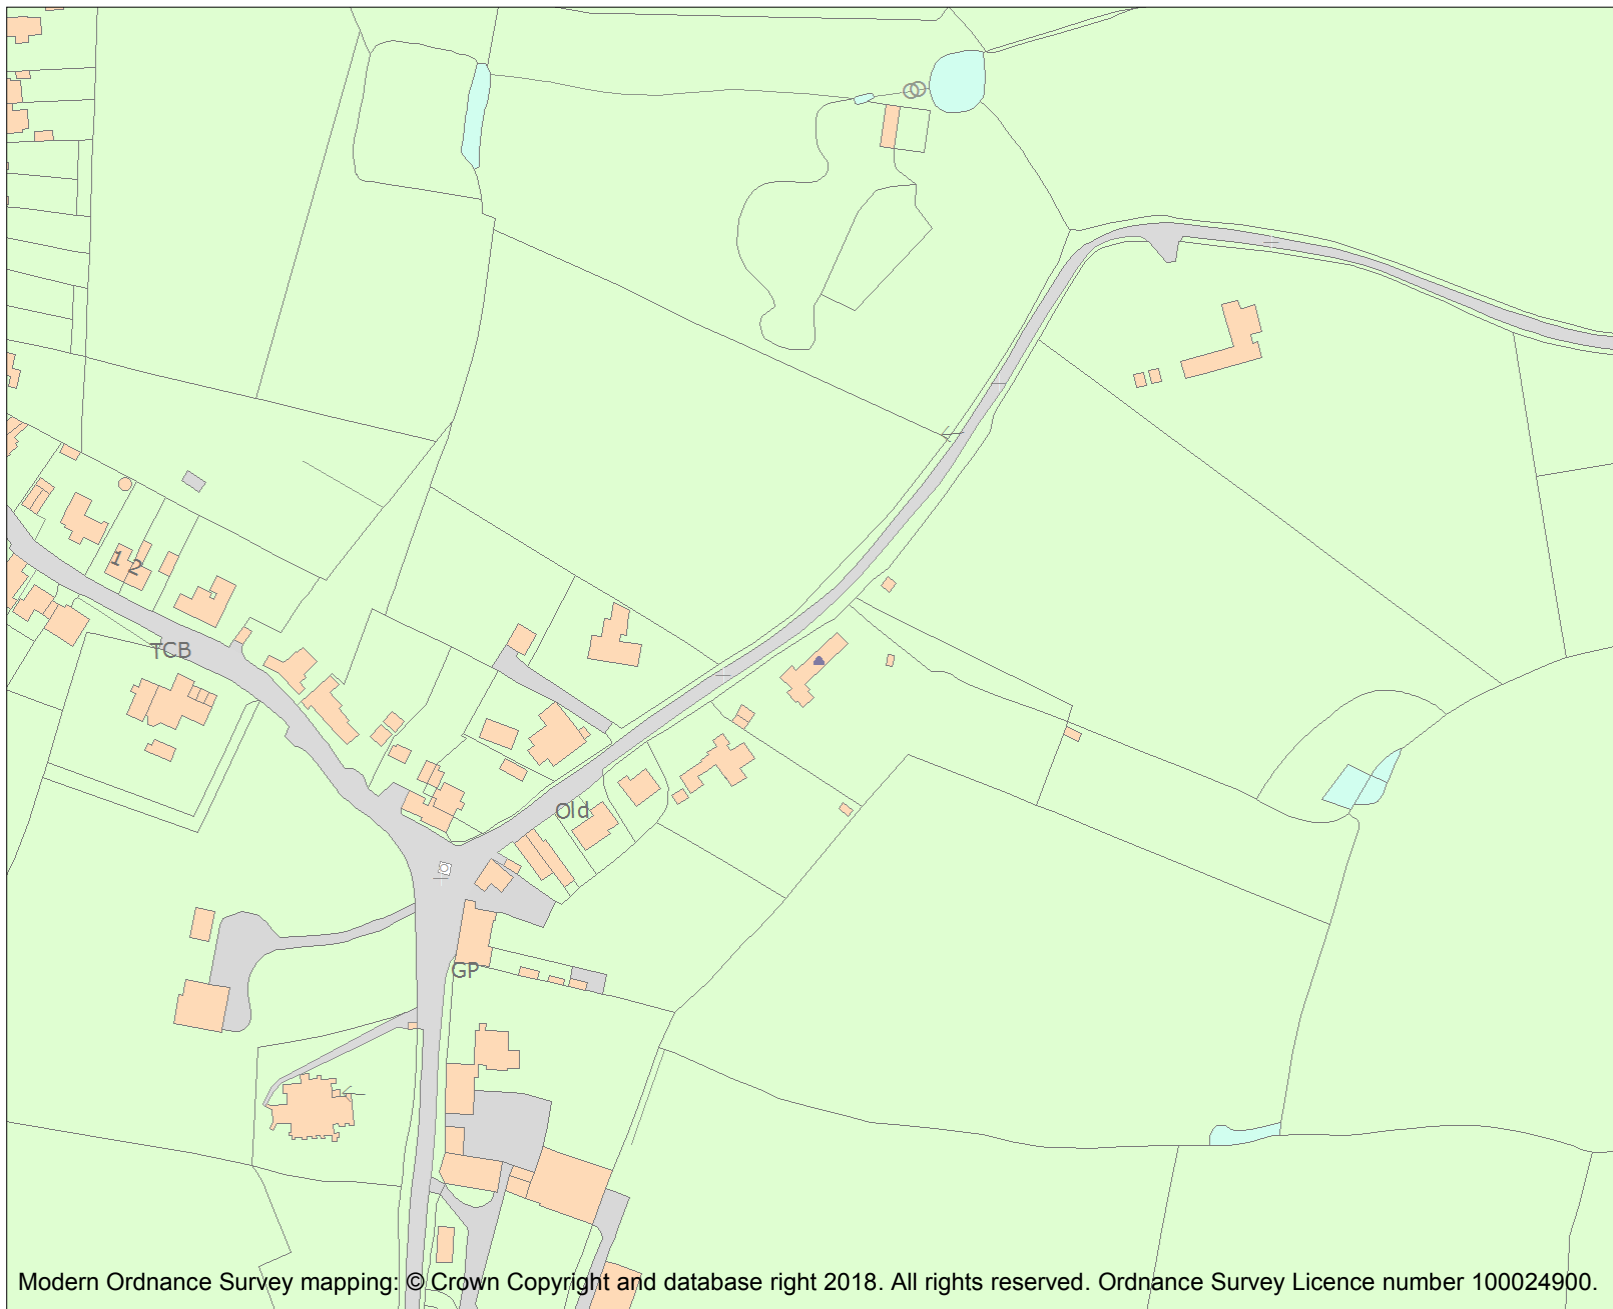 1 2
TCB
Old
GP
Modern Ordnance Survey mapping: © Crown Copyright and database right 2018. All rights reserved. Ordnance Survey Licence number 100024900.